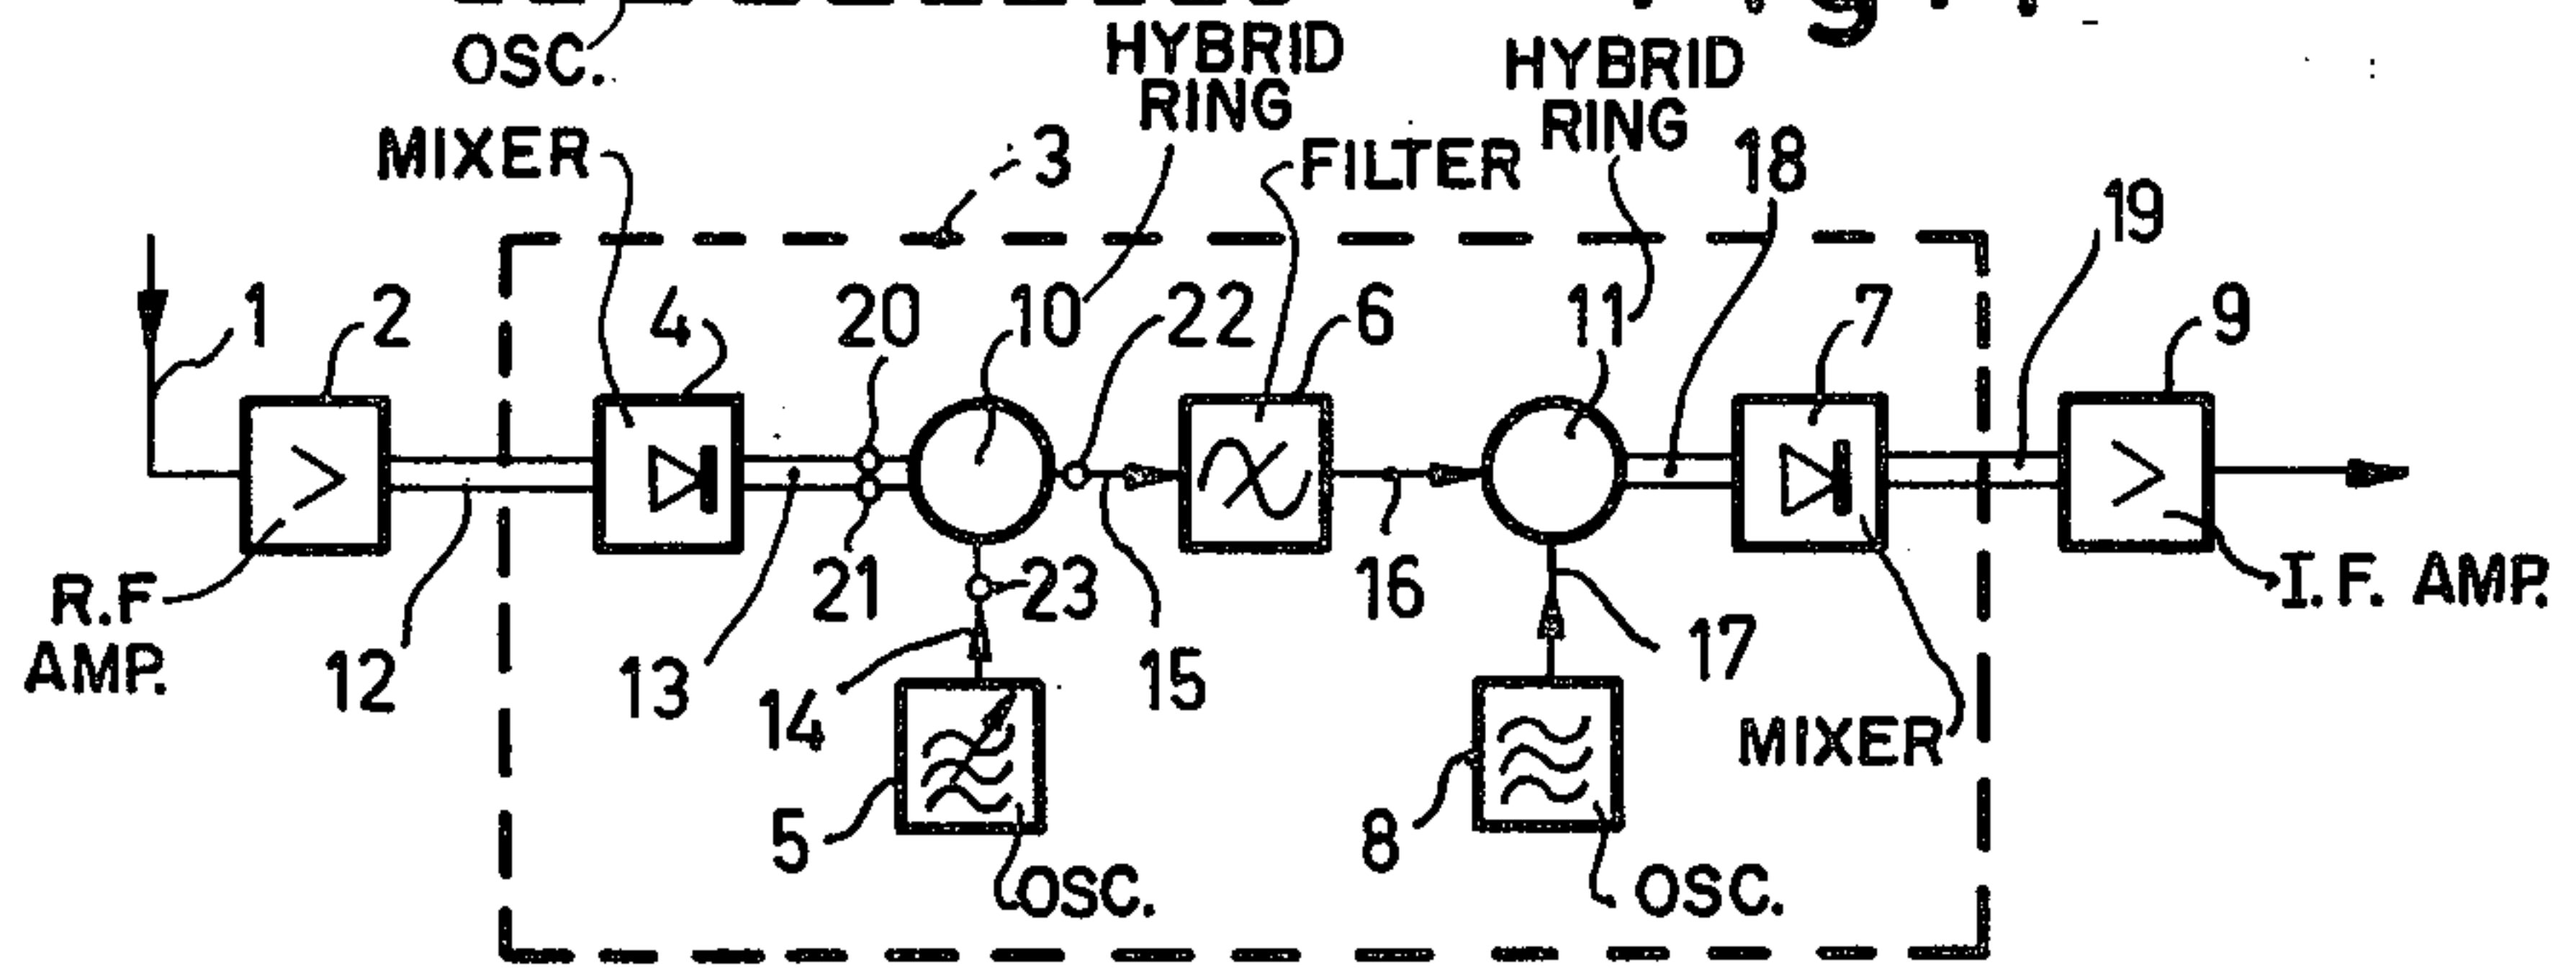 OSC.
HYBRID
RING
HYBRID
RING
MIXER
3
FILTER
18
19
1
2
4
20
10
22
6
11
7
9
R.F
AMP.
12
13
21
23
14
15
16
17
I.F. AMP.
MIXER
5
OSC.
8
OSC.